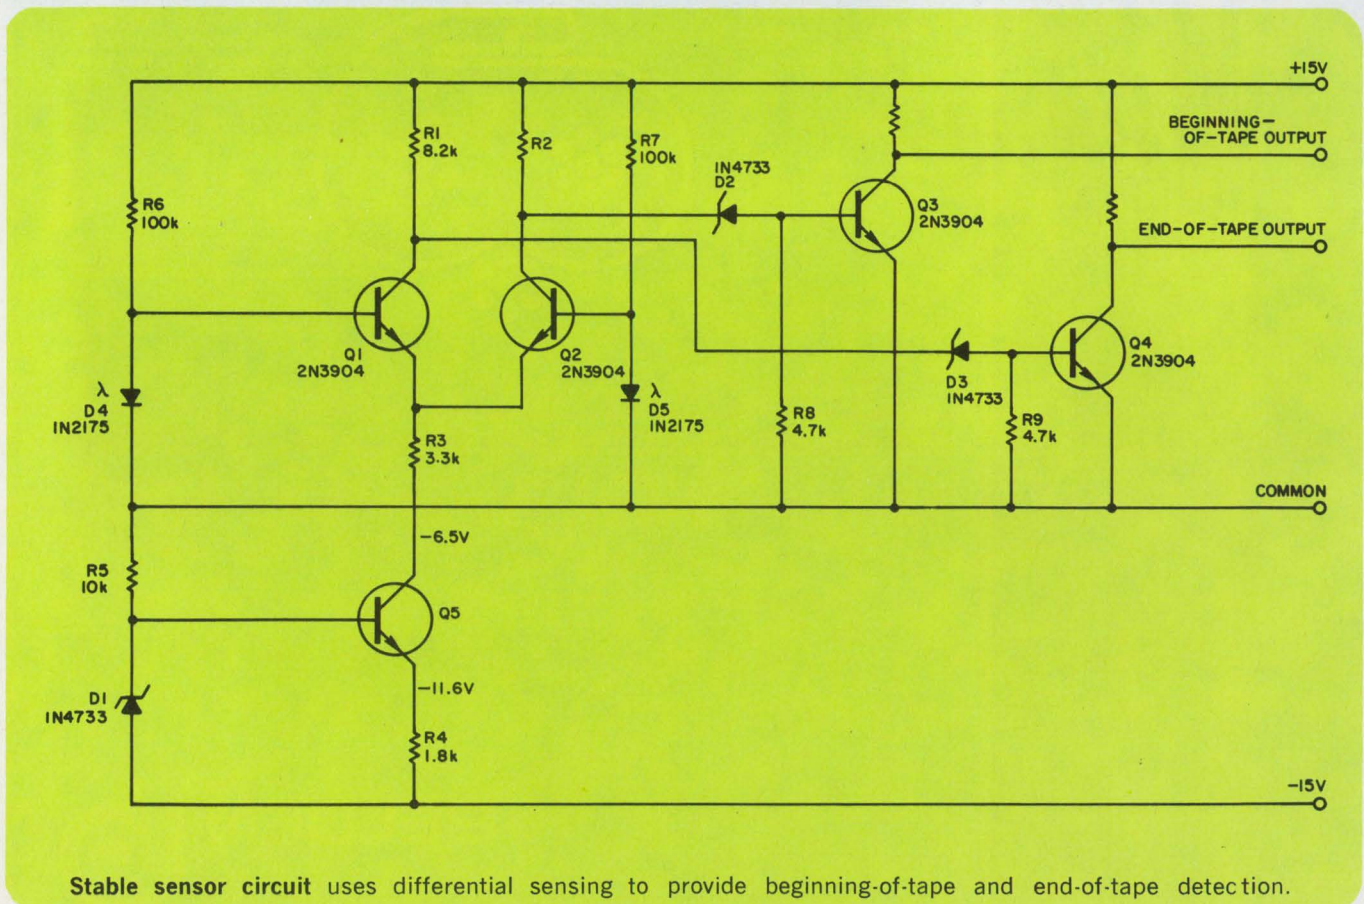 +15V
BEGINNING-
OF-TAPE OUTPUT
R1
8.2k
R2
R7
100k
1N4733
D2
R6
100k
Q3
2N3904
END-OF-TAPE OUTPUT
Q1
2N3904
Q2
2N3904
Q4
2N3904
λ
D4
1N2175
λ
D5
1N2175
D3
1N4733
R8
4.7k
R9
4.7k
R3
3.3k
COMMON
-6.5V
R5
10k
Q5
-11.6V
D1
1N4733
R4
1.8k
-15V
Stable sensor circuit uses differential sensing to provide beginning-of-tape and end-of-tape detection.